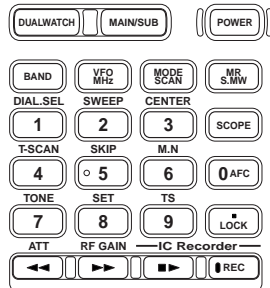 DUALWATCH MAIN/SUB POWER
BAND VFO MHz MODE SCAN MR S.MW
DIAL.SEL SWEEP CENTER
1 2 3 SCOPE
T-SCAN SKIP M.N
4 5 6 0 AFC
TONE SET TS
7 8 9 LOCK
ATT RF GAIN IC Recorder
◄◄ ►► ■► REC